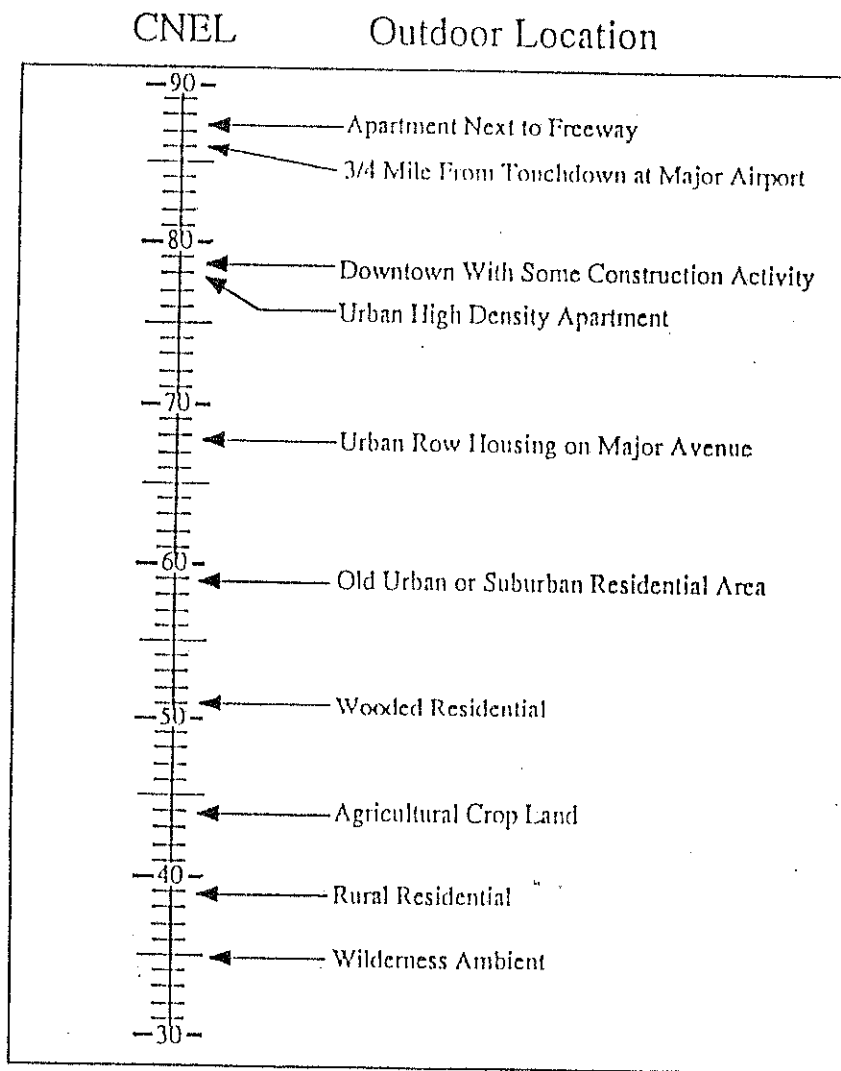 CNEL Outdoor Location
90
Apartment Next to Freeway
3/4 Mile From Touchdown at Major Airport
80
Downtown With Some Construction Activity
Urban High Density Apartment
70
Urban Row Housing on Major Avenue
60
Old Urban or Suburban Residential Area
Wooded Residential
50
Agricultural Crop Land
40
Rural Residential
Wilderness Ambient
30